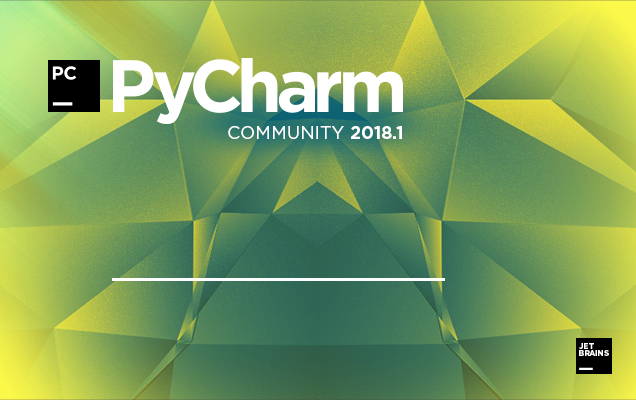 PC
PyCharm
COMMUNITY 2018.1
JET
BRAINS